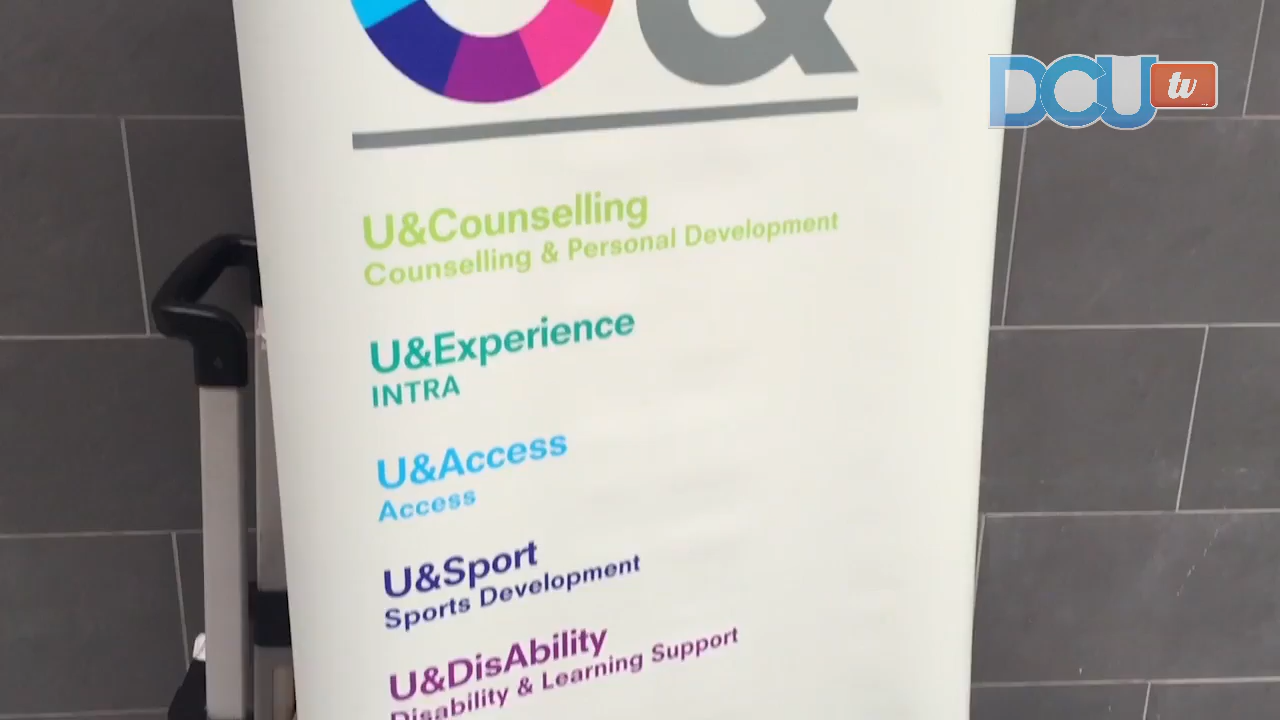 U&
DCU tv
U&Counselling
Counselling & Personal Development
U&Experience
INTRA
U&Access
Access
U&Sport
Sports Development
U&DisAbility
Disability & Learning Support